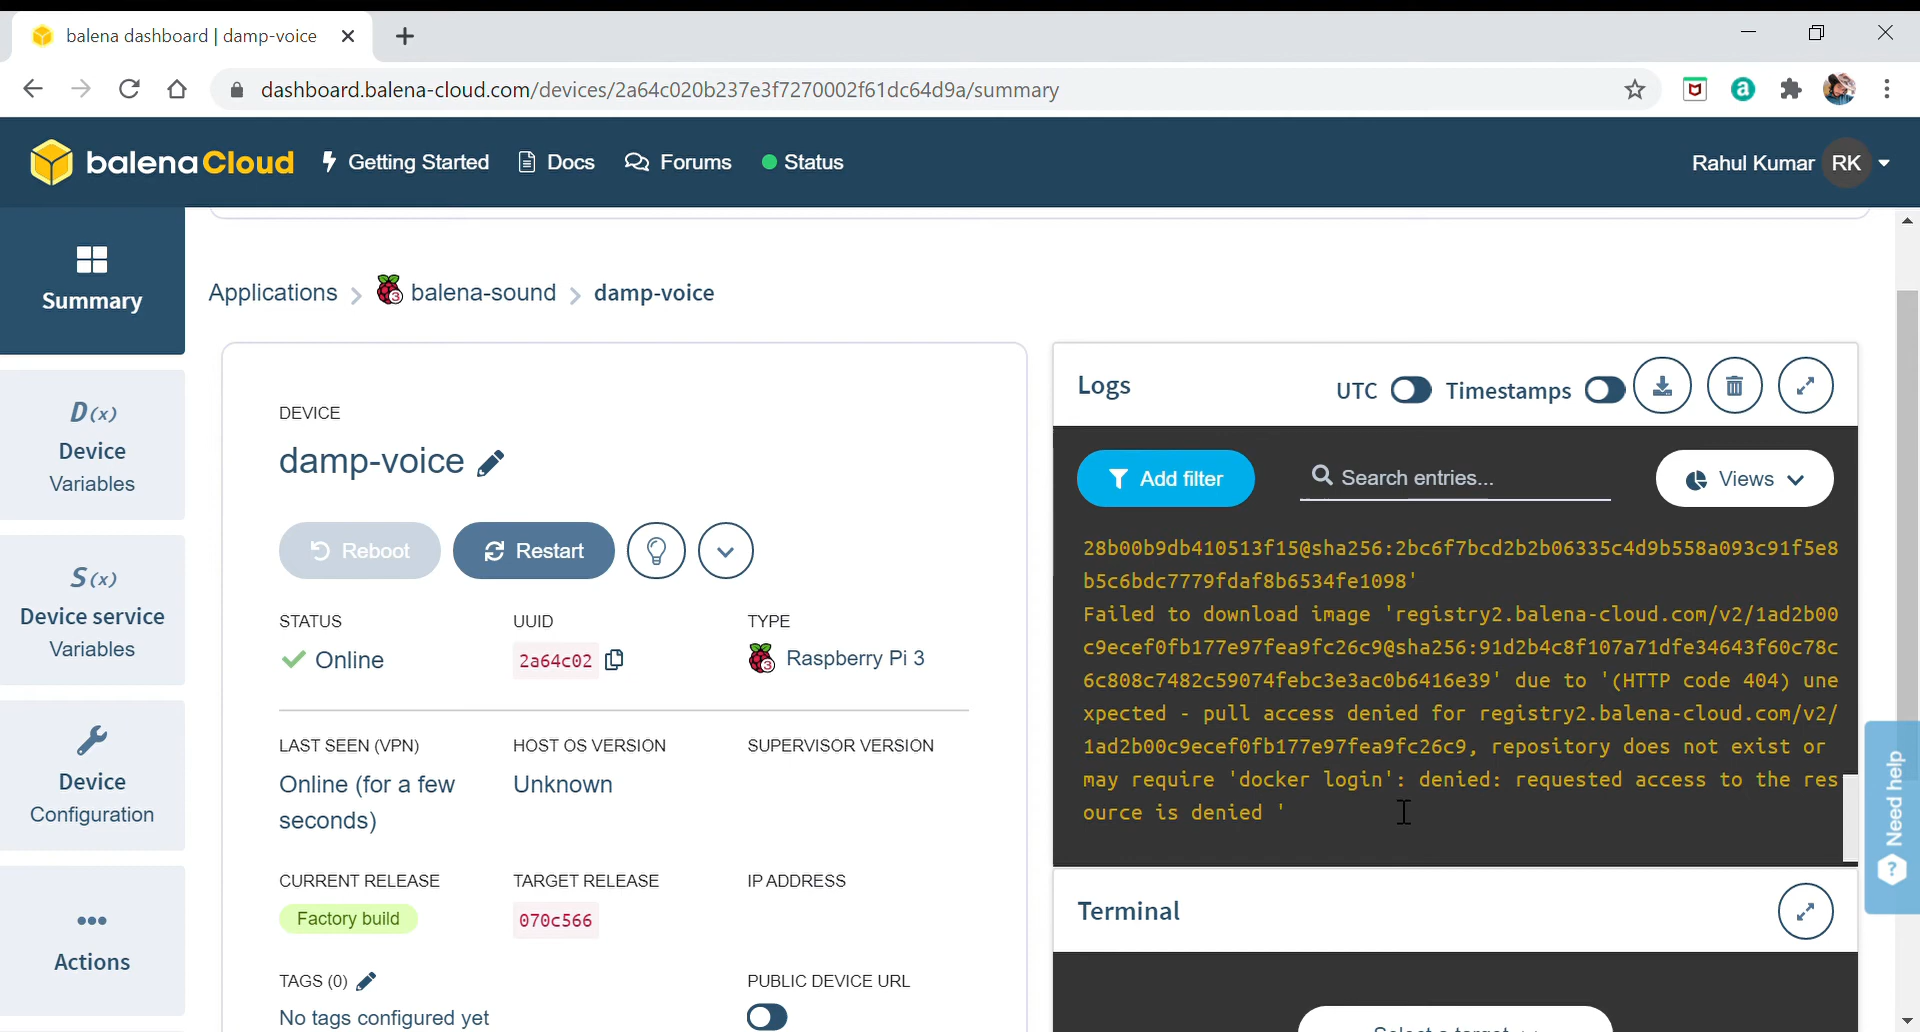 balena dashboard | damp-voice
dashboard.balena-cloud.com/devices/2a64c020b237e3f7270002f61dc64d9a/summary
balenaCloud
Getting Started
Docs
Forums
Status
Rahul Kumar
RK
Summary
D(x)
Device
Variables
S(x)
Device service
Variables
Device
Configuration
Actions
Applications
3
balena-sound
damp-voice
DEVICE
damp-voice
Reboot
Restart
STATUS
Online
UUID
2a64c02
TYPE
3
Raspberry Pi 3
LAST SEEN (VPN)
Online (for a few
seconds)
HOST OS VERSION
Unknown
SUPERVISOR VERSION
CURRENT RELEASE
Factory build
TARGET RELEASE
070c566
IP ADDRESS
TAGS (0)
No tags configured yet
PUBLIC DEVICE URL
Logs
UTC
Timestamps
Add filter
Search entries...
Views
28b00b9db410513f15@sha256:2bc6f7bcd2b2b06335c4d9b558a093c91f5e8
b5c6bdc7779fdaf8b6534fe1098'
Failed to download image 'registry2.balena-cloud.com/v2/1ad2b00
c9ecef0fb177e97fea9fc26c9@sha256:91d2b4c8f107a71dfe34643f60c78c
6c808c7482c59074febc3e3ac0b6416e39' due to '(HTTP code 404) une
xpected - pull access denied for registry2.balena-cloud.com/v2/
1ad2b00c9ecef0fb177e97fea9fc26c9, repository does not exist or
may require 'docker login': denied: requested access to the res
ource is denied '
Terminal
Select a target
Need help
?